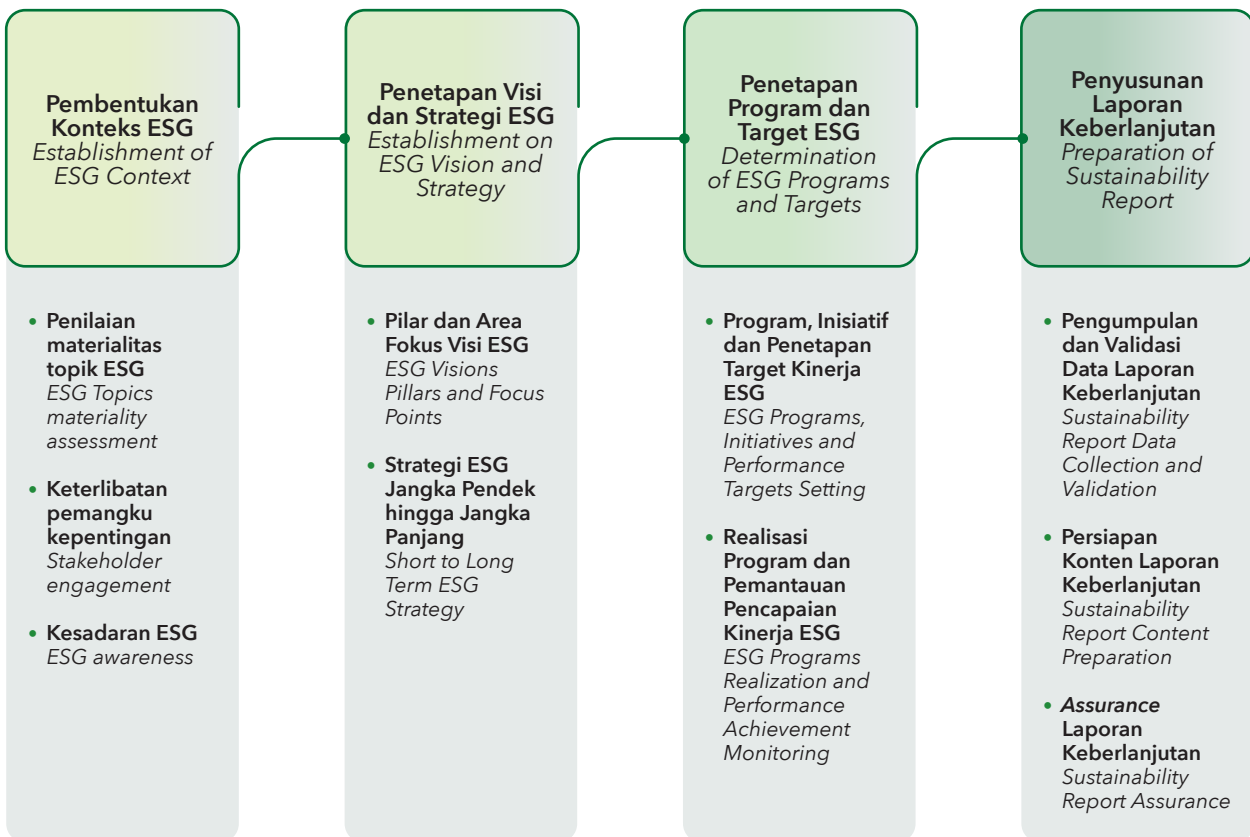 Pembentukan
Konteks ESG
Establishment of
ESG Context
• Penilaian
materialitas
topik ESG
ESG Topics
materiality
assessment
• Keterlibatan
pemangku
kepentingan
Stakeholder
engagement
• Kesadaran ESG
ESG awareness
Penetapan Visi
dan Strategi ESG
Establishment on
ESG Vision and
Strategy
• Pilar dan Area
Fokus Visi ESG
ESG Visions
Pillars and Focus
Points
• Strategi ESG
Jangka Pendek
hingga Jangka
Panjang
Short to Long
Term ESG
Strategy
Penetapan
Program dan
Target ESG
Determination
of ESG Programs
and Targets
• Program, Inisiatif
dan Penetapan
Target Kinerja
ESG
ESG Programs,
Initiatives and
Performance
Targets Setting
• Realisasi
Program dan
Pemantauan
Pencapaian
Kinerja ESG
ESG Programs
Realization and
Performance
Achievement
Monitoring
Penyusunan
Laporan
Keberlanjutan
Preparation of
Sustainability
Report
• Pengumpulan
dan Validasi
Data Laporan
Keberlanjutan
Sustainability
Report Data
Collection and
Validation
• Persiapan
Konten Laporan
Keberlanjutan
Sustainability
Report Content
Preparation
• Assurance
Laporan
Keberlanjutan
Sustainability
Report Assurance